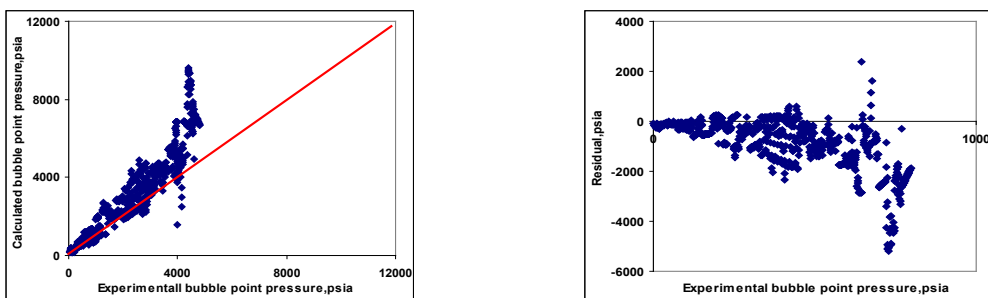 12000
8000
4000
0
Calculated bubble point pressure,psia
0 4000 8000 12000
Experimentall bubble point pressure,psia
4000
2000
0
-2000
-4000
-6000
Residual,psia
0 1000
Experimental bubble point pressure,psia